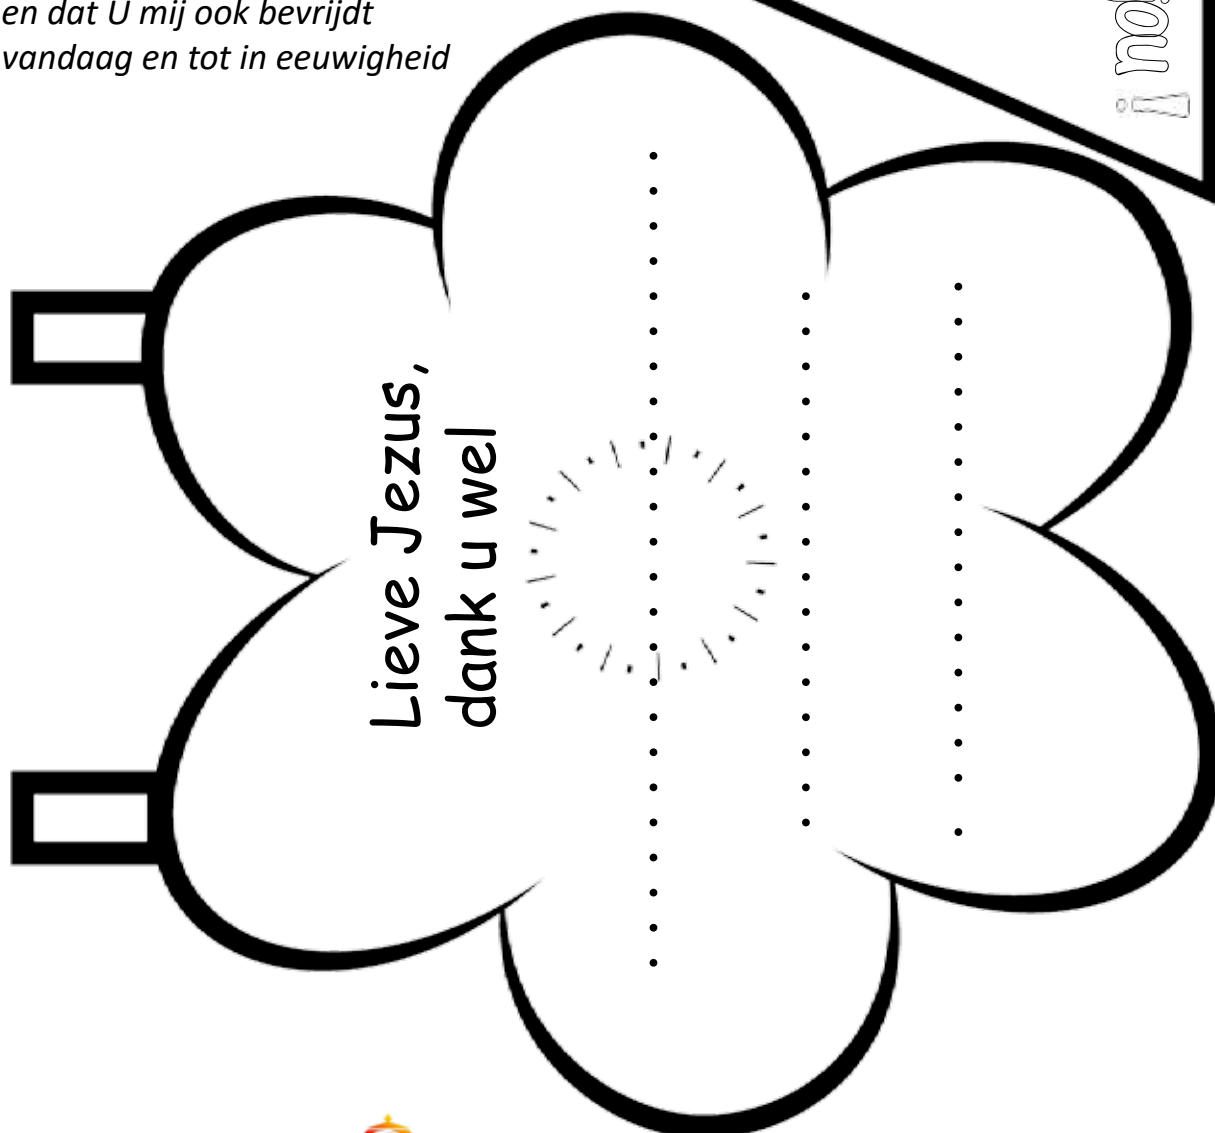 en dat U mij ook bevrijdt
vandaag en tot in eeuwigheid
Lieve Jezus,
dank u wel